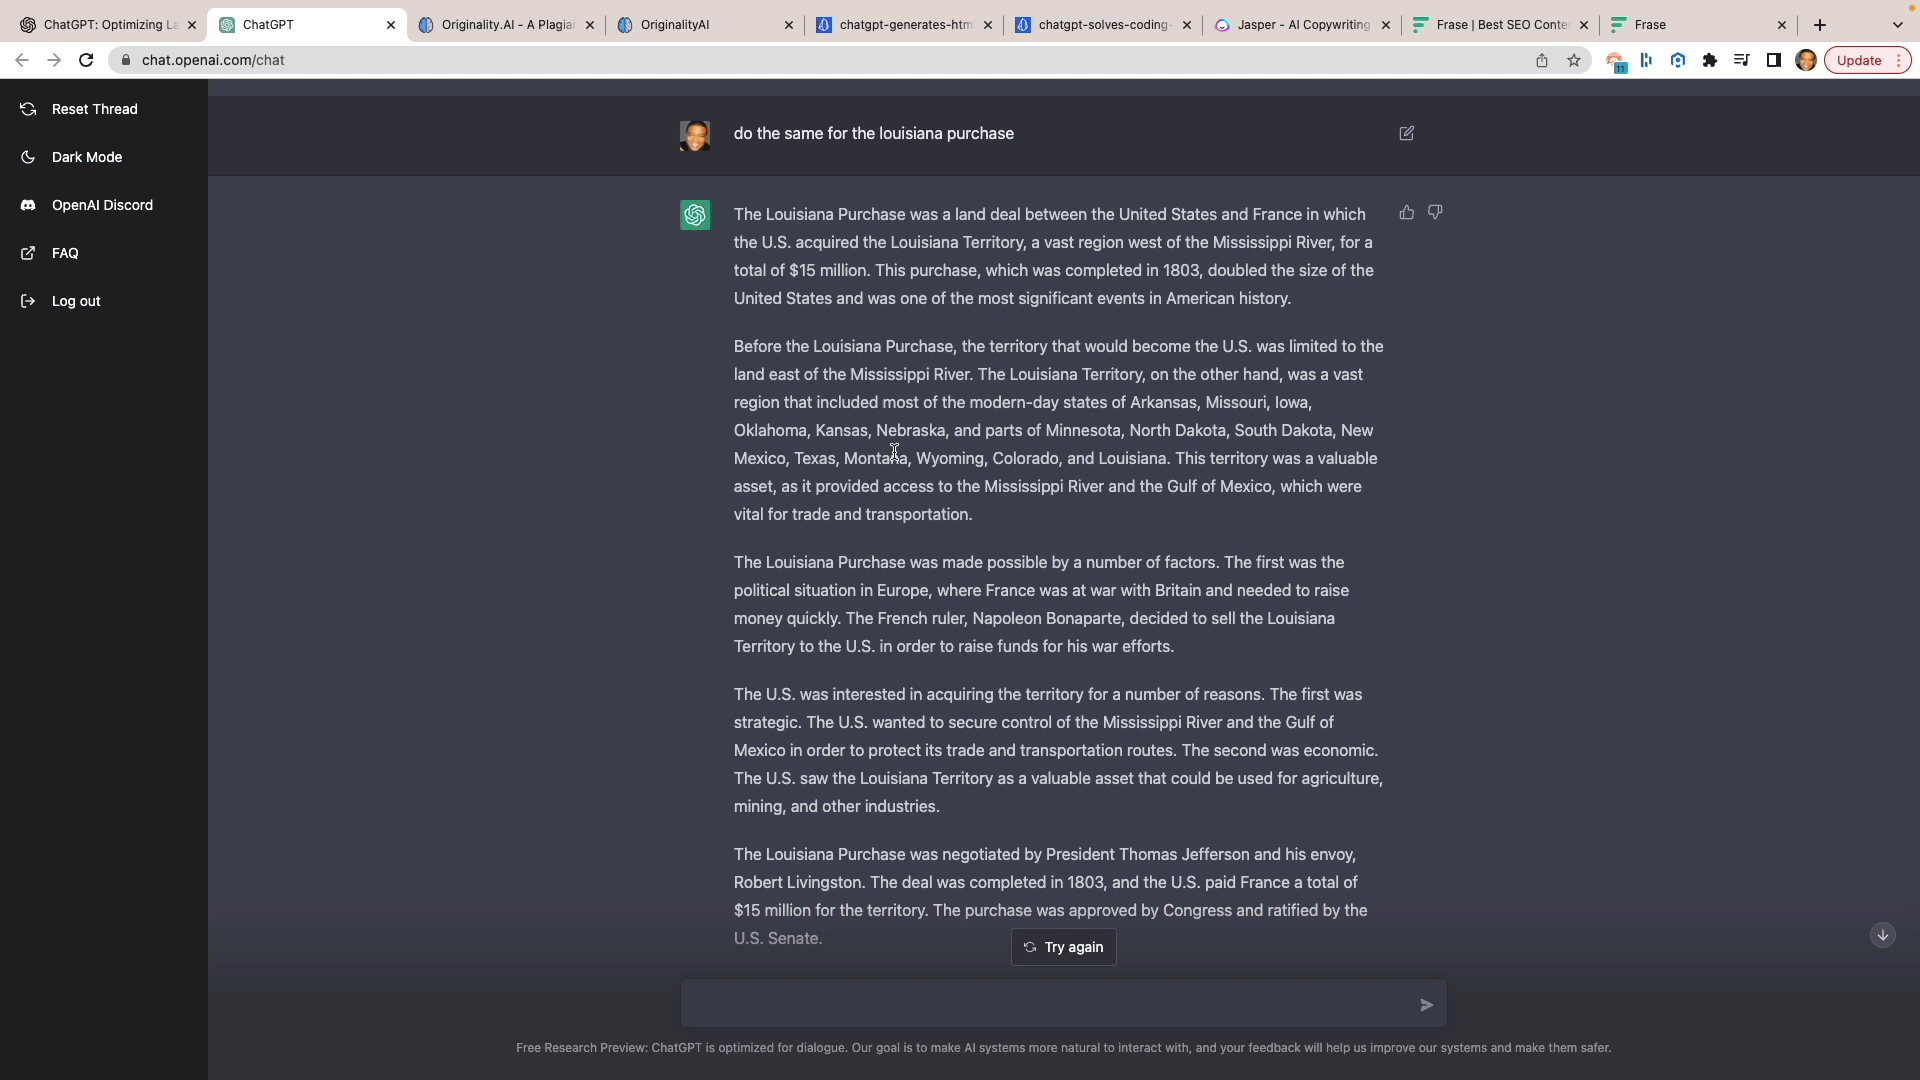 ChatGPT: Optimizing La
ChatGPT
Originality.AI - A Plagiar
OriginalityAI
chatgpt-generates-htm
chatgpt-solves-coding-
Jasper - AI Copywriting
Frase | Best SEO Conte
Frase
chat.openai.com/chat
11
Update
Reset Thread
Dark Mode
OpenAI Discord
FAQ
Log out
do the same for the louisiana purchase
The Louisiana Purchase was a land deal between the United States and France in which
the U.S. acquired the Louisiana Territory, a vast region west of the Mississippi River, for a
total of $15 million. This purchase, which was completed in 1803, doubled the size of the
United States and was one of the most significant events in American history.
Before the Louisiana Purchase, the territory that would become the U.S. was limited to the
land east of the Mississippi River. The Louisiana Territory, on the other hand, was a vast
region that included most of the modern-day states of Arkansas, Missouri, Iowa,
Oklahoma, Kansas, Nebraska, and parts of Minnesota, North Dakota, South Dakota, New
Mexico, Texas, Montana, Wyoming, Colorado, and Louisiana. This territory was a valuable
asset, as it provided access to the Mississippi River and the Gulf of Mexico, which were
vital for trade and transportation.
The Louisiana Purchase was made possible by a number of factors. The first was the
political situation in Europe, where France was at war with Britain and needed to raise
money quickly. The French ruler, Napoleon Bonaparte, decided to sell the Louisiana
Territory to the U.S. in order to raise funds for his war efforts.
The U.S. was interested in acquiring the territory for a number of reasons. The first was
strategic. The U.S. wanted to secure control of the Mississippi River and the Gulf of
Mexico in order to protect its trade and transportation routes. The second was economic.
The U.S. saw the Louisiana Territory as a valuable asset that could be used for agriculture,
mining, and other industries.
The Louisiana Purchase was negotiated by President Thomas Jefferson and his envoy,
Robert Livingston. The deal was completed in 1803, and the U.S. paid France a total of
$15 million for the territory. The purchase was approved by Congress and ratified by the
U.S. Senate.
Try again
Free Research Preview: ChatGPT is optimized for dialogue. Our goal is to make AI systems more natural to interact with, and your feedback will help us improve our systems and make them safer.